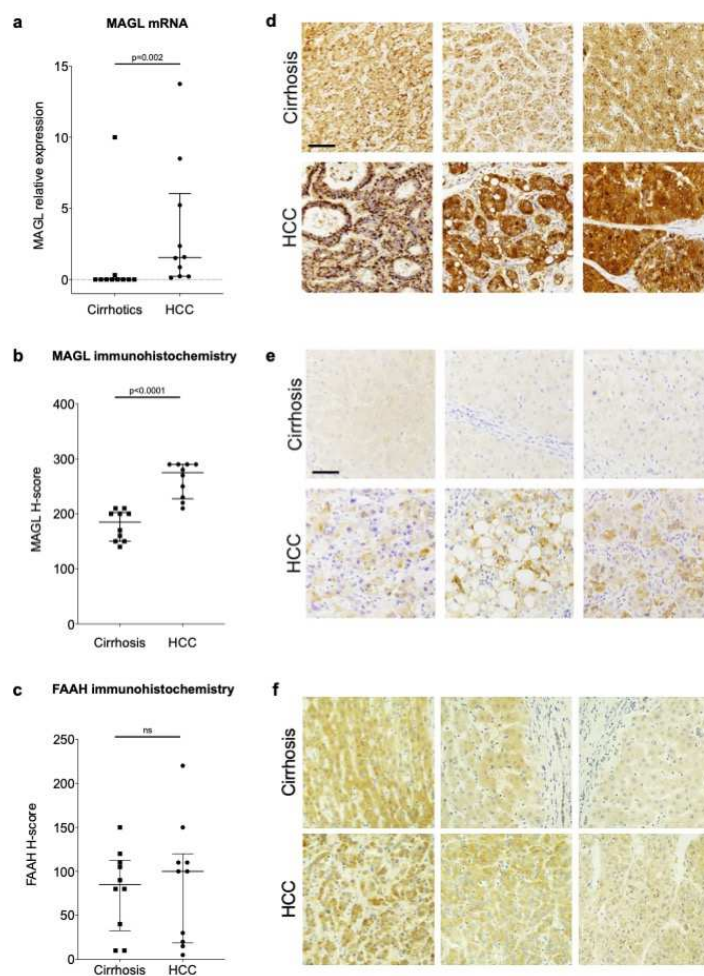 a
MAGL mRNA
p=0.002
15
10
5
0
MAGL relative expression
Cirrhotics
HCC
b
MAGL immunohistochemistry
p<0.0001
400
300
200
100
0
MAGL H-score
Cirrhosis
HCC
c
FAAH immunohistochemistry
ns
250
200
150
100
50
0
FAAH H-score
Cirrhosis
HCC
d
Cirrhosis
HCC
e
Cirrhosis
HCC
f
Cirrhosis
HCC